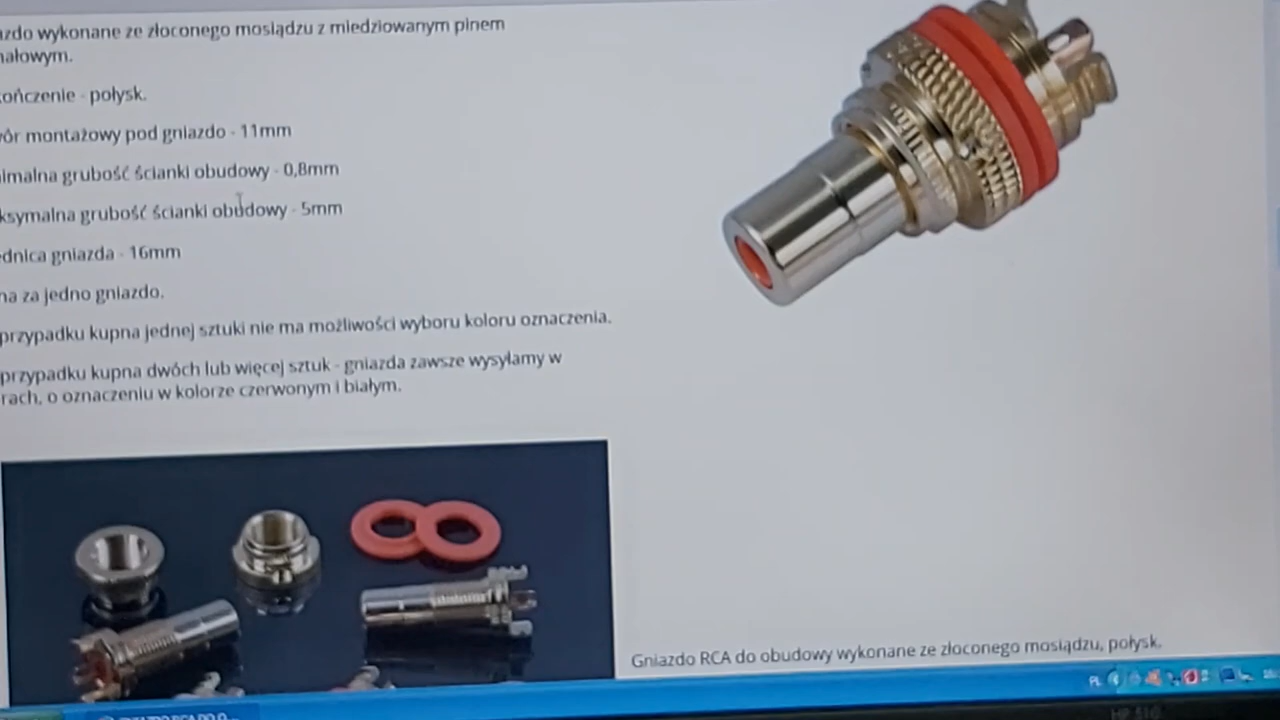 zdo wykonane ze złoconego mosiądzu z miedziowanym pinem
nałowym.
ończenie - połysk.
ór montażowy pod gniazdo - 11mm
imalna grubość ścianki obudowy - 0,8mm
ksymalna grubość ścianki obudowy - 5mm
ednica gniazda - 16mm
na za jedno gniazdo.
przypadku kupna jednej sztuki nie ma możliwości wyboru koloru oznaczenia.
przypadku kupna dwóch lub więcej sztuk - gniazda zawsze wysyłamy w
rach, o oznaczeniu w kolorze czerwonym i białym.
Gniazdo RCA do obudowy wykonane ze złoconego mosiądzu, połysk.
PL